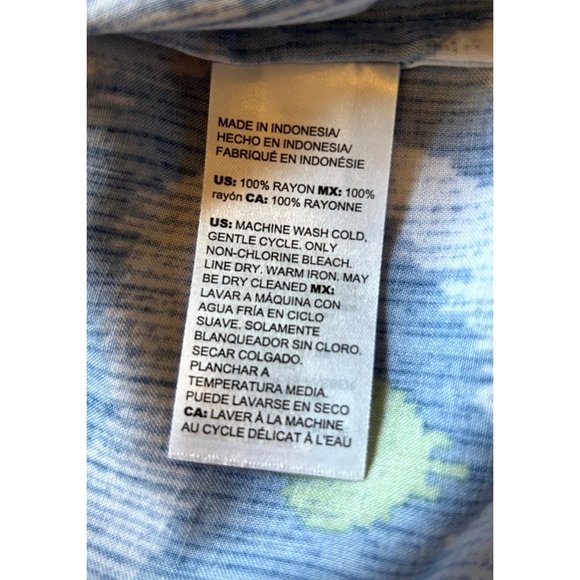 MADE IN INDONESIA/
HECHO EN INDONESIA/
FABRIQUÉ EN INDONÉSIE
US: 100% RAYON MX: 100%
rayón CA: 100% RAYONNE
US: MACHINE WASH COLD,
GENTLE CYCLE. ONLY
NON-CHLORINE BLEACH.
LINE DRY. WARM IRON. MAY
BE DRY CLEANED MX:
LAVAR A MÁQUINA CON
AGUA FRÍA EN CICLO
SUAVE. SOLAMENTE
BLANQUEADOR SIN CLORO.
SECAR COLGADO.
PLANCHAR A
TEMPERATURA MEDIA.
PUEDE LAVARSE EN SECO
CA: LAVER À LA MACHINE
AU CYCLE DÉLICAT À L'EAU